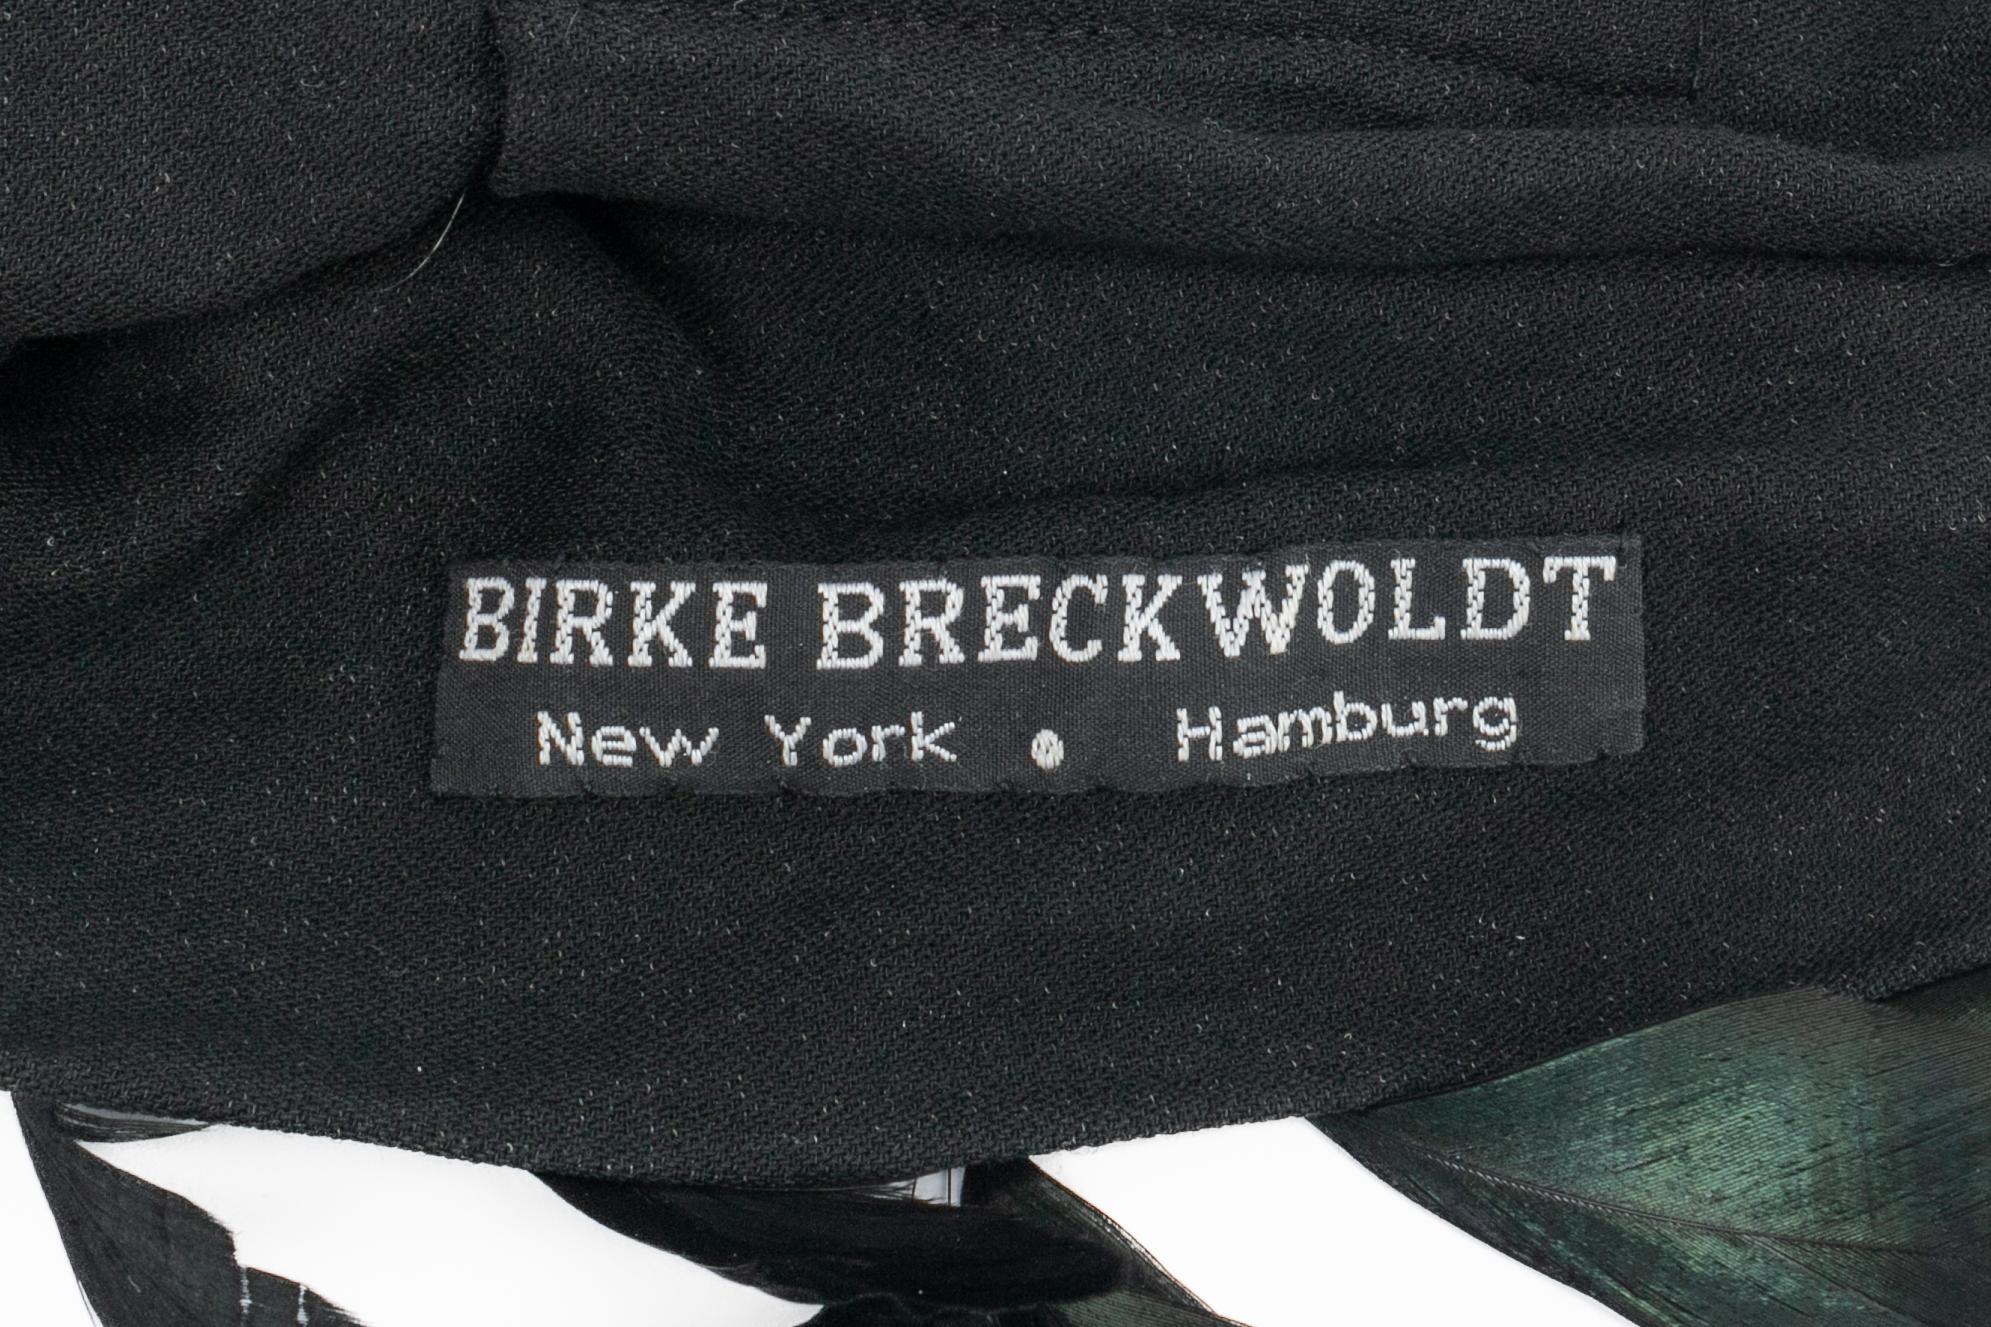 BIRKE BRECKWOLDT
New York • Hamburg